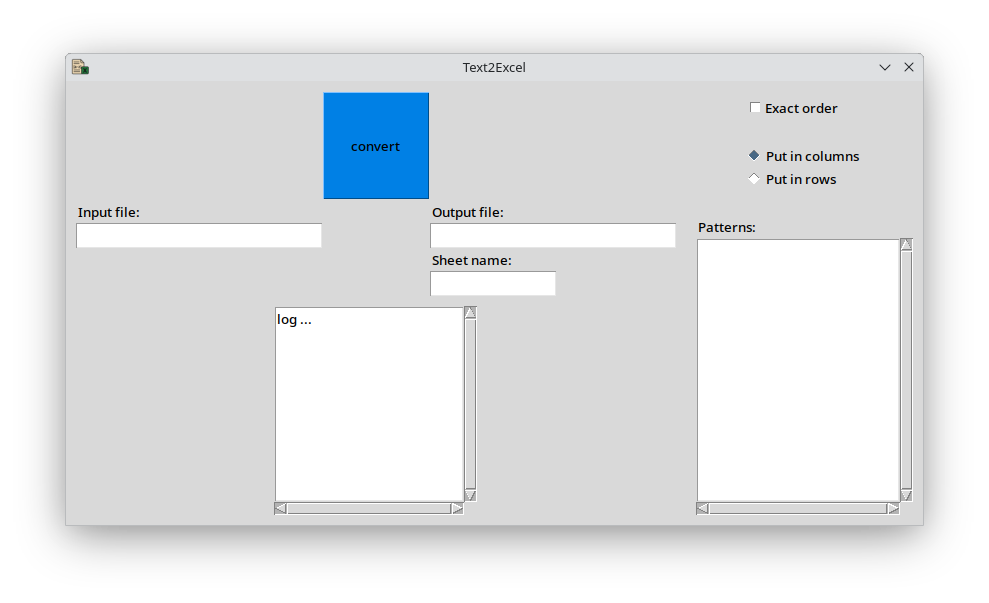 Text2Excel
convert
Exact order
Put in columns
Put in rows
Input file:
Output file:
Patterns:
Sheet name:
log ...